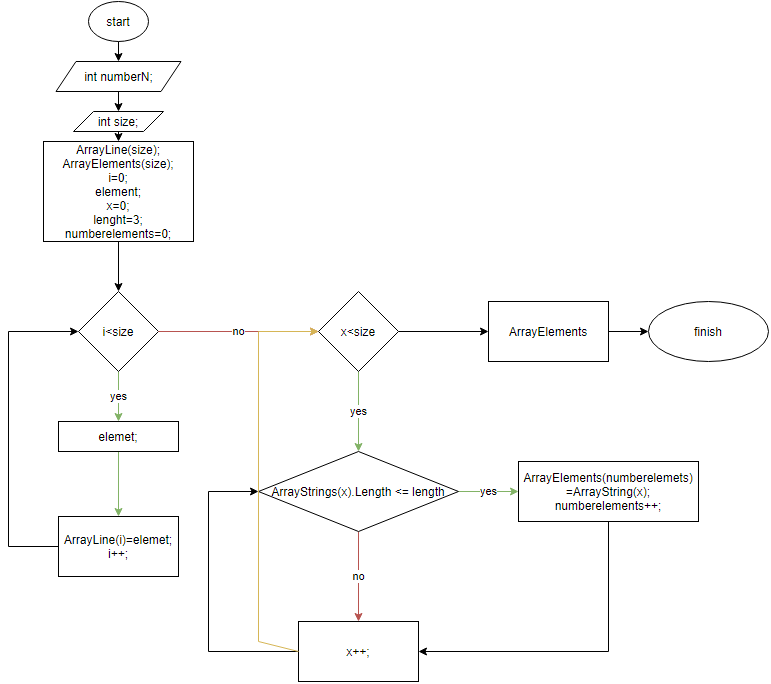 start
int numberN;
int size;
ArrayLine(size);
ArrayElements(size);
i=0;
element;
x=0;
lenght=3;
numberelements=0;
i<size
no
x<size
ArrayElements
finish
yes
elemet;
yes
ArrayLine(i)=elemet;
i++;
ArrayStrings(x).Length <= length
yes
ArrayElements(numberelemets)
=ArrayString(x);
numberelements++;
no
x++;